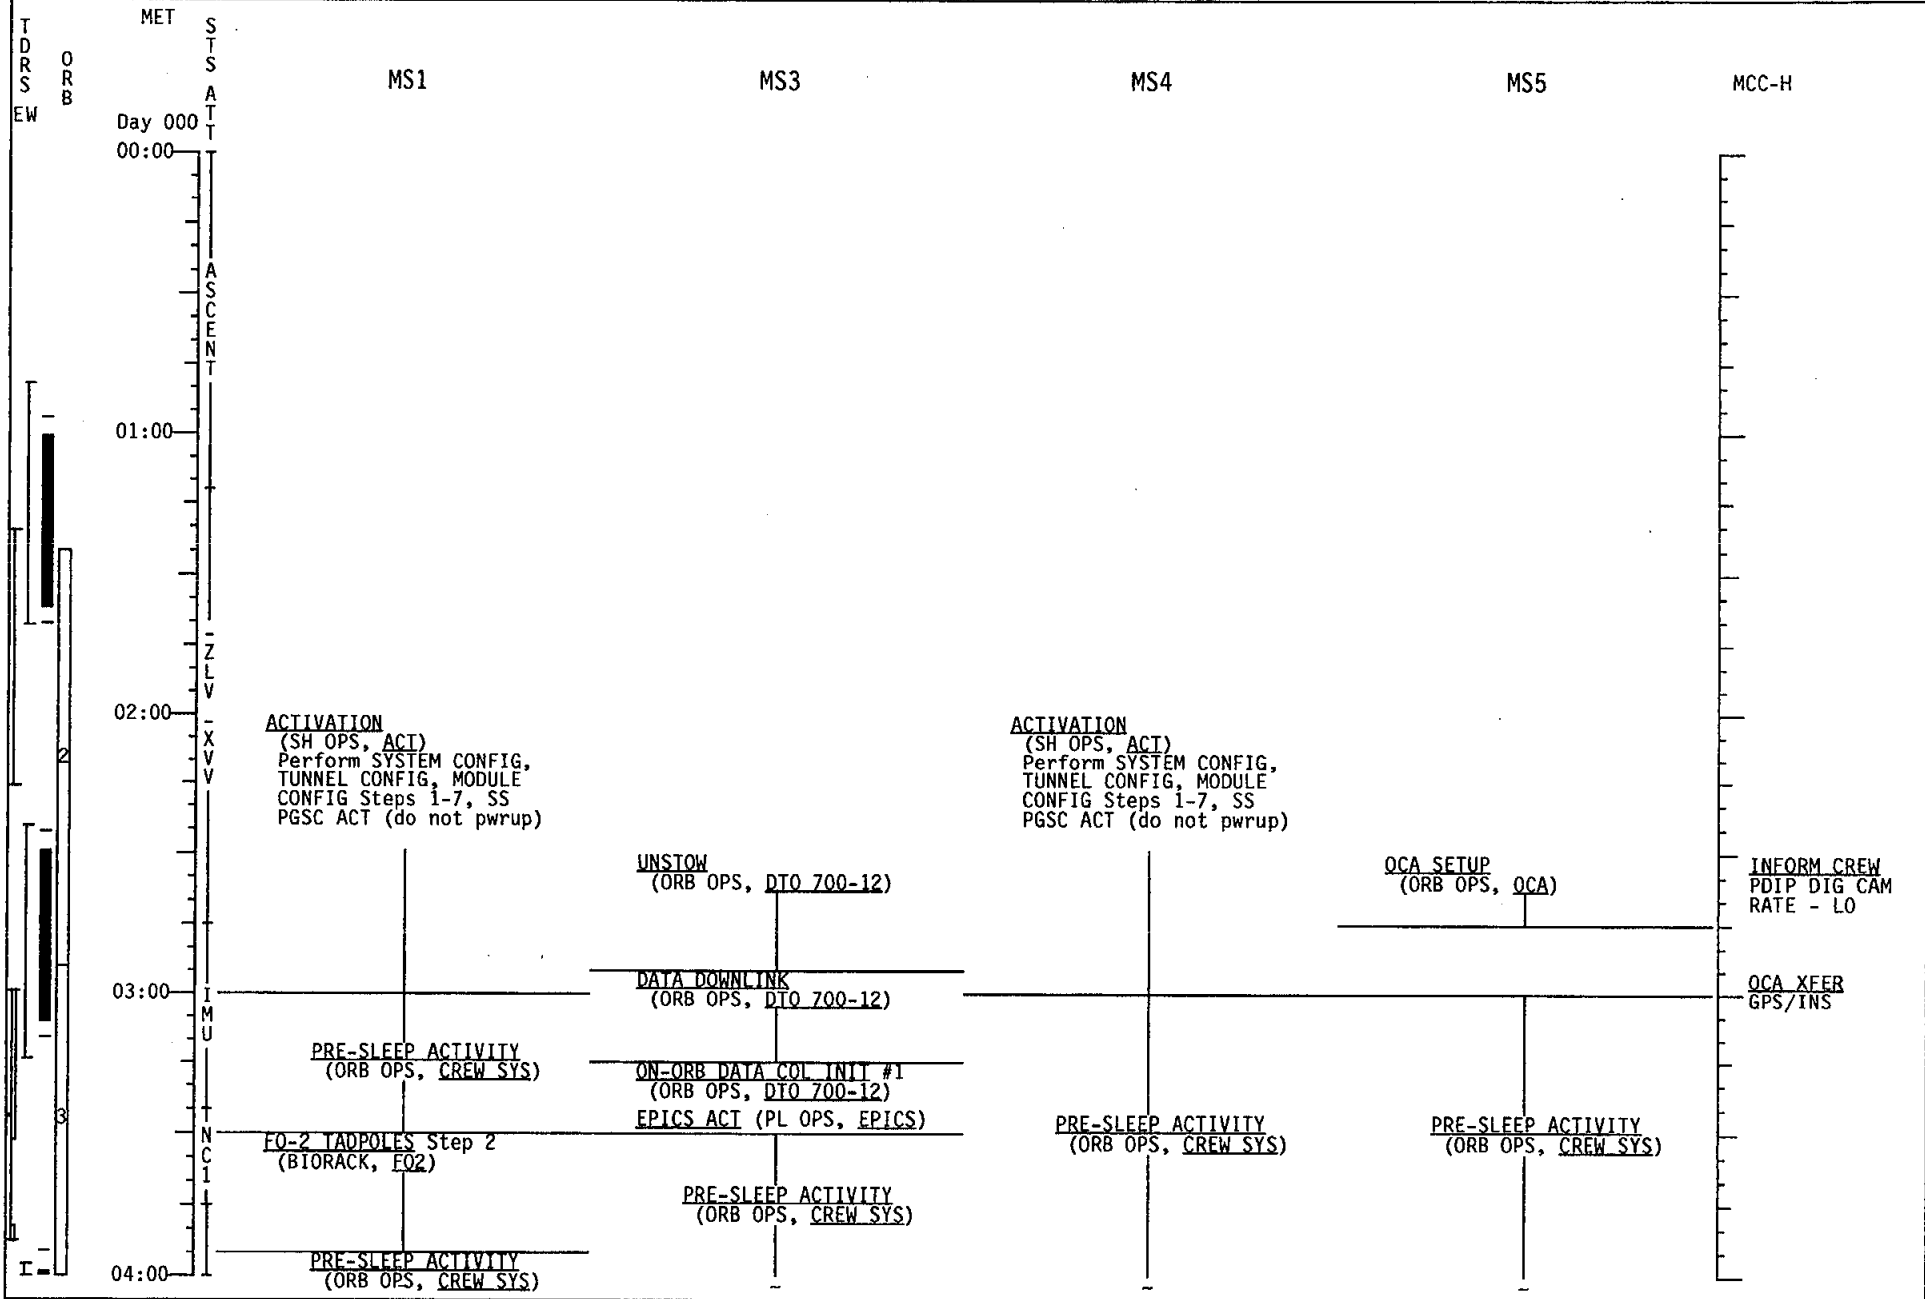 TDRS
EW
ORB
MET
STS ATT
MS1
MS3
MS4
MS5
MCC-H
Day 000
00:00
ASCENT
01:00
-ZLV
02:00
-XVV
2
ACTIVATION
(SH OPS, ACT)
Perform SYSTEM CONFIG,
TUNNEL CONFIG, MODULE
CONFIG Steps 1-7, SS
PGSC ACT (do not pwrup)
ACTIVATION
(SH OPS, ACT)
Perform SYSTEM CONFIG,
TUNNEL CONFIG, MODULE
CONFIG Steps 1-7, SS
PGSC ACT (do not pwrup)
UNSTOW
(ORB OPS, DTO 700-12)
OCA SETUP
(ORB OPS, OCA)
INFORM CREW
PDIP DIG CAM
RATE - LO
03:00
IMU
DATA DOWNLINK
(ORB OPS, DTO 700-12)
OCA XFER
GPS/INS
PRE-SLEEP ACTIVITY
(ORB OPS, CREW SYS)
ON-ORB DATA COL INIT #1
(ORB OPS, DTO 700-12)
EPICS ACT (PL OPS, EPICS)
3
NC1
FO-2 TADPOLES Step 2
(BIORACK, FO2)
PRE-SLEEP ACTIVITY
(ORB OPS, CREW SYS)
PRE-SLEEP ACTIVITY
(ORB OPS, CREW SYS)
PRE-SLEEP ACTIVITY
(ORB OPS, CREW SYS)
04:00
PRE-SLEEP ACTIVITY
(ORB OPS, CREW SYS)